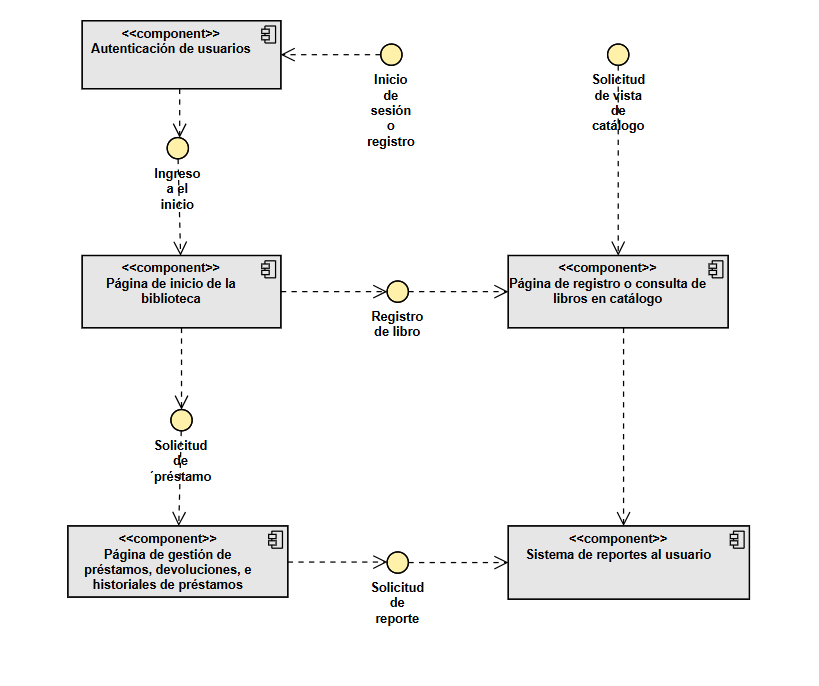 <<component>>
Autenticación de usuarios
Inicio
de
sesión
o
registro
Solicitud
de vista
de
catálogo
Ingreso
a el
inicio
<<component>>
Página de inicio de la
biblioteca
Registro
de libro
<<component>>
Página de registro o consulta de
libros en catálogo
Solicitud
de
´préstamo
<<component>>
Página de gestión de
préstamos, devoluciones, e
historiales de préstamos
Solicitud
de
reporte
<<component>>
Sistema de reportes al usuario